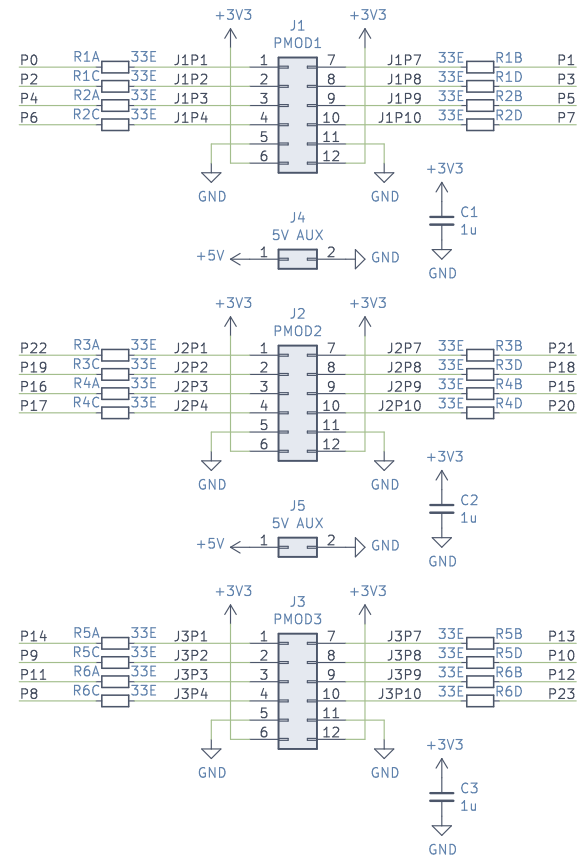 +3V3 J1 +3V3
PMOD1
P0 R1A 33E J1P1 1 7 J1P7 33E R1B P1
P2 R1C 33E J1P2 2 8 J1P8 33E R1D P3
P4 R2A 33E J1P3 3 9 J1P9 33E R2B P5
P6 R2C 33E J1P4 4 10 J1P10 33E R2D P7
5 11
6 12
GND GND
+3V3
C1
1u
GND
J4
5V AUX
+5V 1 2 GND
+3V3 J2 +3V3
PMOD2
P22 R3A 33E J2P1 1 7 J2P7 33E R3B P21
P19 R3C 33E J2P2 2 8 J2P8 33E R3D P18
P16 R4A 33E J2P3 3 9 J2P9 33E R4B P15
P17 R4C 33E J2P4 4 10 J2P10 33E R4D P20
5 11
6 12
GND GND
+3V3
C2
1u
GND
J5
5V AUX
+5V 1 2 GND
+3V3 J3 +3V3
PMOD3
P14 R5A 33E J3P1 1 7 J3P7 33E R5B P13
P9 R5C 33E J3P2 2 8 J3P8 33E R5D P10
P11 R6A 33E J3P3 3 9 J3P9 33E R6B P12
P8 R6C 33E J3P4 4 10 J3P10 33E R6D P23
5 11
6 12
GND GND
+3V3
C3
1u
GND